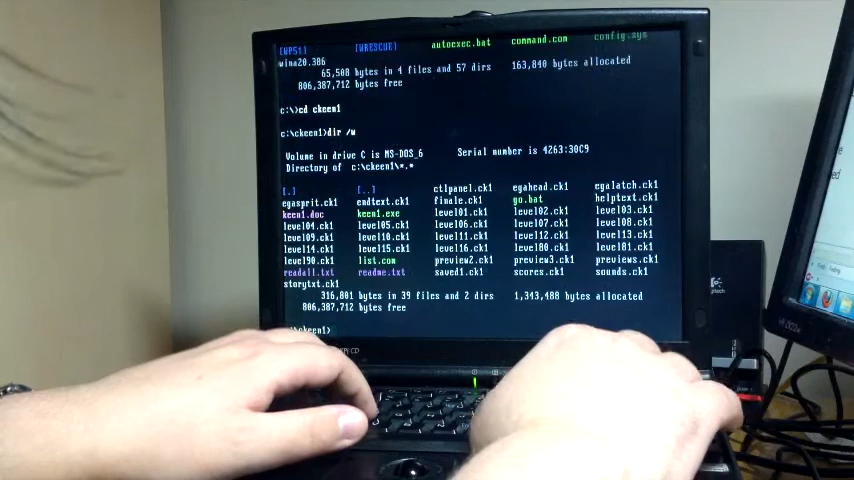 [WP51] [WRESCUE] autoexec.bat command.com config.sys
wina20.386
65,508 bytes in 4 files and 57 dirs 163,840 bytes allocated
806,387,712 bytes free
c:\>cd ckeen1
c:\ckeen1>dir /w
Volume in drive C is MS-DOS_6 Serial number is 4263:30C9
Directory of c:\ckeen1\*.*
[.] [..] ctlpanel.ck1 egahead.ck1 egalatch.ck1
egasprit.ck1 endtext.ck1 finale.ck1 go.bat helptext.ck1
keen1.doc keen1.exe level01.ck1 level02.ck1 level03.ck1
level04.ck1 level05.ck1 level06.ck1 level07.ck1 level08.ck1
level09.ck1 level10.ck1 level11.ck1 level12.ck1 level13.ck1
level14.ck1 level15.ck1 level16.ck1 level80.ck1 level81.ck1
level90.ck1 list.com preview2.ck1 preview3.ck1 previews.ck1
readall.txt readme.txt saved1.ck1 scores.ck1 sounds.ck1
storytxt.ck1
316,801 bytes in 39 files and 2 dirs 1,343,488 bytes allocated
806,387,712 bytes free
c:\ckeen1>
CD